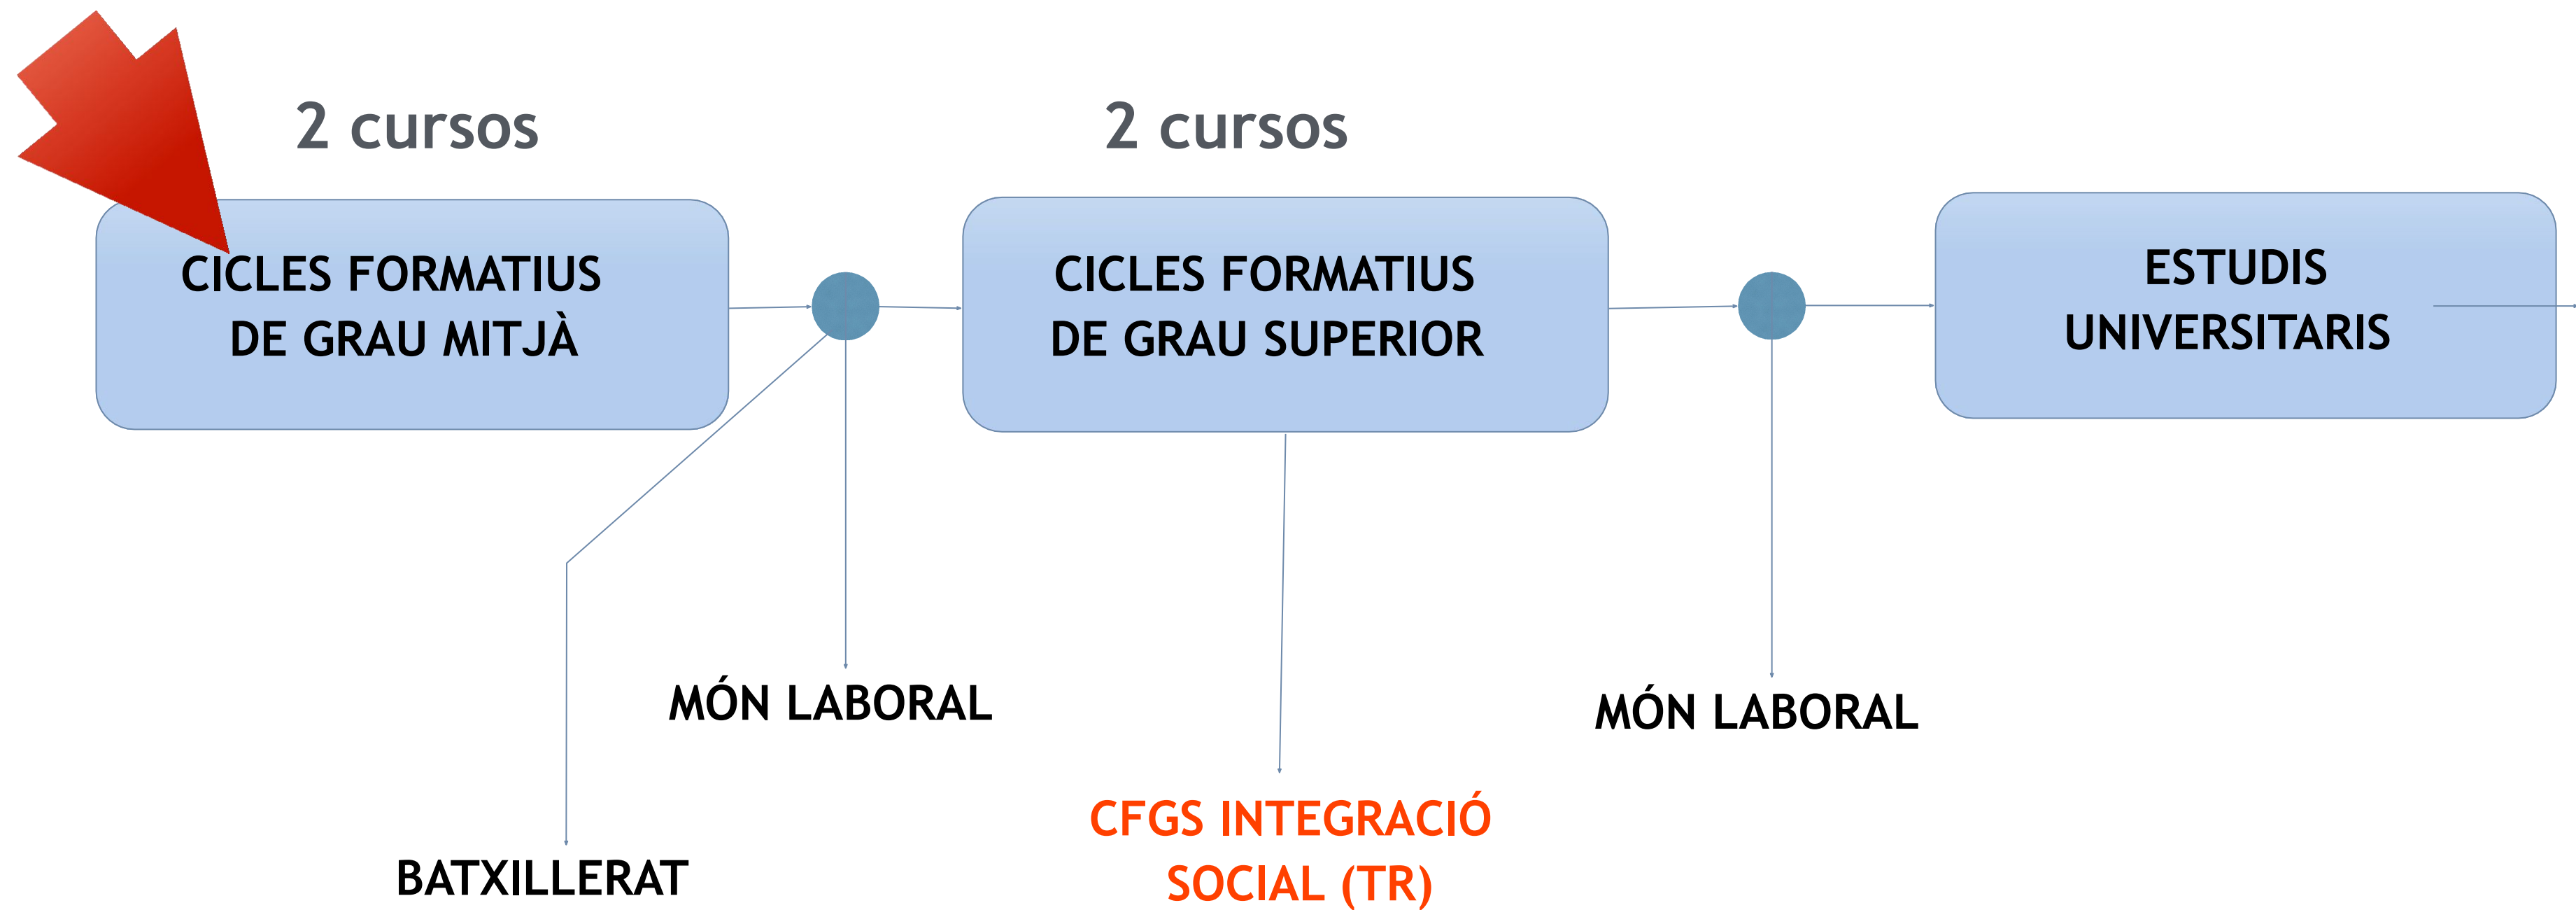 2 cursos
2 cursos
CICLES FORMATIUS
DE GRAU MITJÀ
CICLES FORMATIUS
DE GRAU SUPERIOR
ESTUDIS
UNIVERSITARIS
MÓN LABORAL
MÓN LABORAL
CFGS INTEGRACIÓ
SOCIAL (TR)
BATXILLERAT